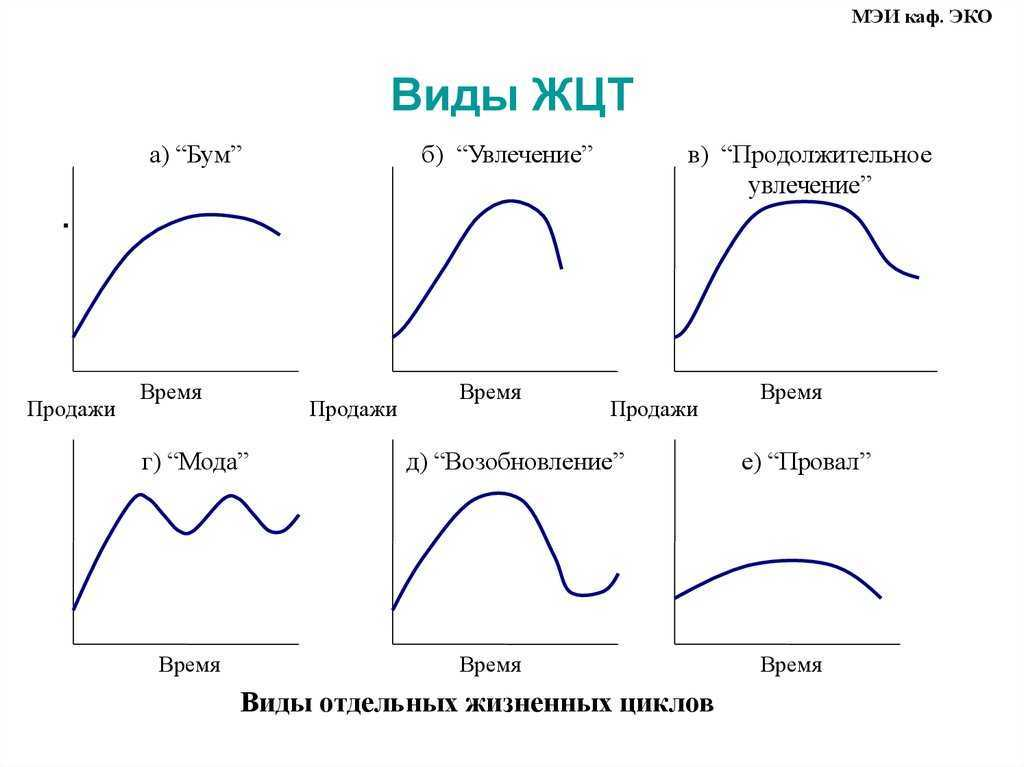 МЭИ каф. ЭКО
Виды ЖЦТ
а) “Бум”
б) “Увлечение”
в) “Продолжительное
увлечение”
Время
Время
Время
Продажи
Продажи
Продажи
г) “Мода”
д) “Возобновление”
е) “Провал”
Время
Время
Время
Виды отдельных жизненных циклов